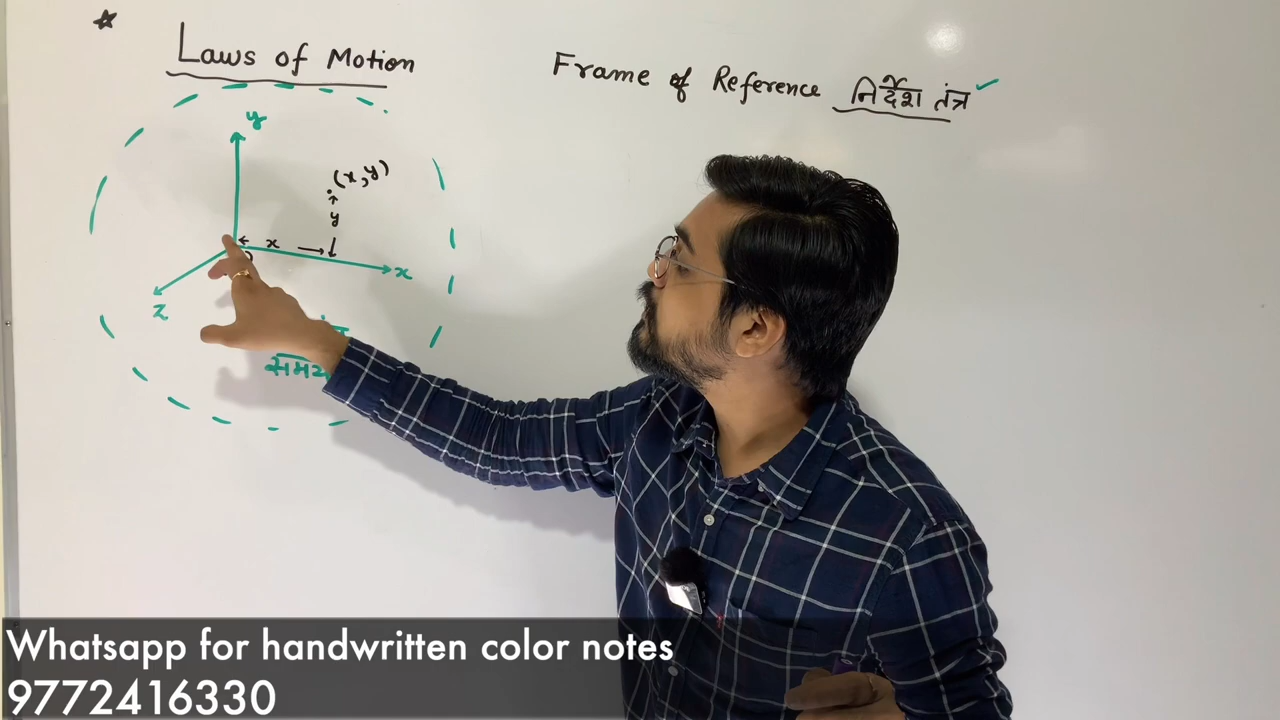 Laws of Motion
Frame of Reference निर्देश तंत्र
y
(x,y)
y
x
x
z
Whatsapp for handwritten color notes
9772416330